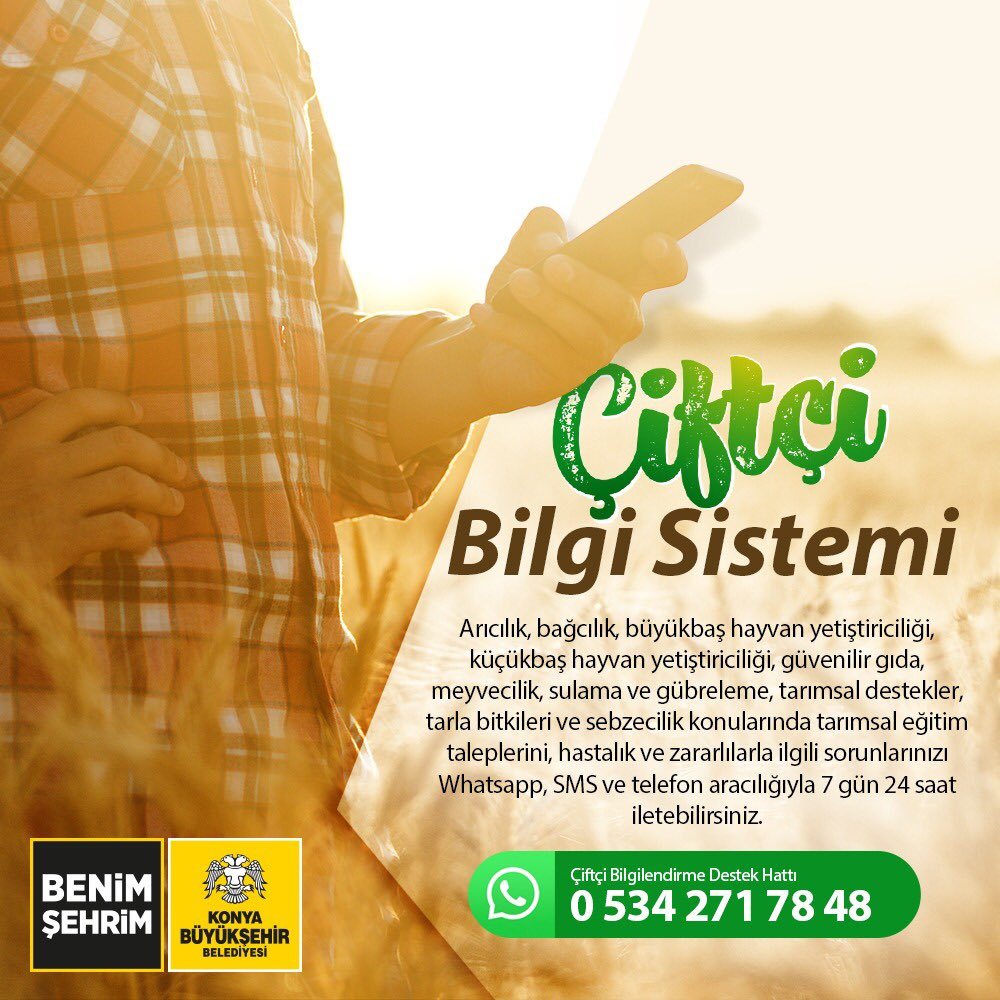 Çiftçi
Bilgi Sistemi
Arıcılık, bağcılık, büyükbaş hayvan yetiştiriciliği,
küçükbaş hayvan yetiştiriciliği, güvenilir gıda,
meyvecilik, sulama ve gübreleme, tarımsal destekler,
tarla bitkileri ve sebzecilik konularında tarımsal eğitim
taleplerini, hastalık ve zararlılarla ilgili sorunlarınızı
Whatsapp, SMS ve telefon aracılığıyla 7 gün 24 saat
iletebilirsiniz.
Çiftçi Bilgilendirme Destek Hattı
0 534 271 78 48
BENiM
ŞEHRiM
KONYA
BÜYÜKŞEHİR
BELEDİYESİ